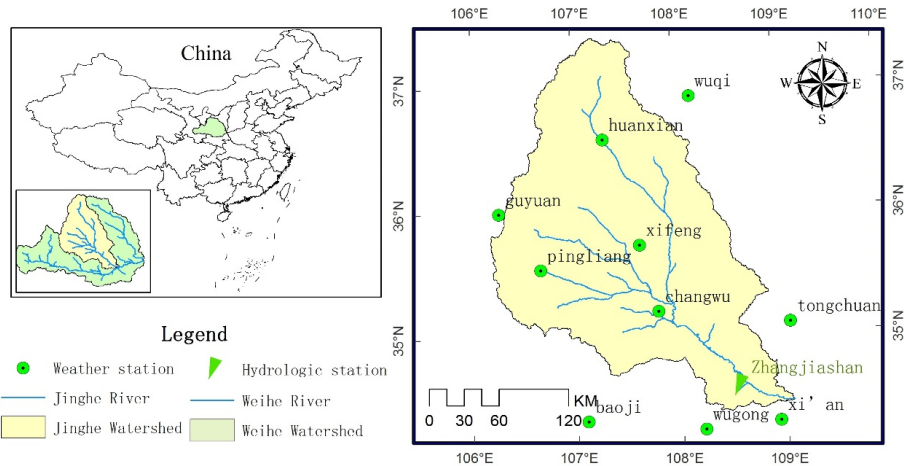 China
Legend
Weather station
Hydrologic station
Jinghe River
Weihe River
Jinghe Watershed
Weihe Watershed
106°E 107°E 108°E 109°E 110°E
37°N
36°N
35°N
37°N
36°N
35°N
N
W E
S
wuqi
huanxian
guyuan
xifeng
pingliang
changwu
tongchuan
Zhangjiashan
KM
0 30 60 120
baoji
wugong
xi’ an
106°E 107°E 108°E 109°E